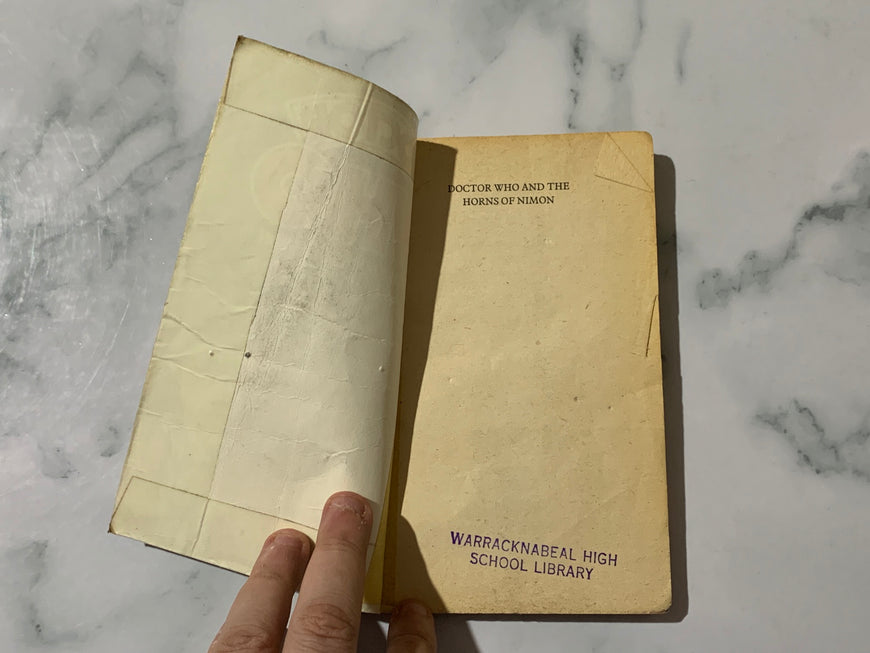 DOCTOR WHO AND THE
HORNS OF NIMON
WARRACKNABEAL HIGH
SCHOOL LIBRARY